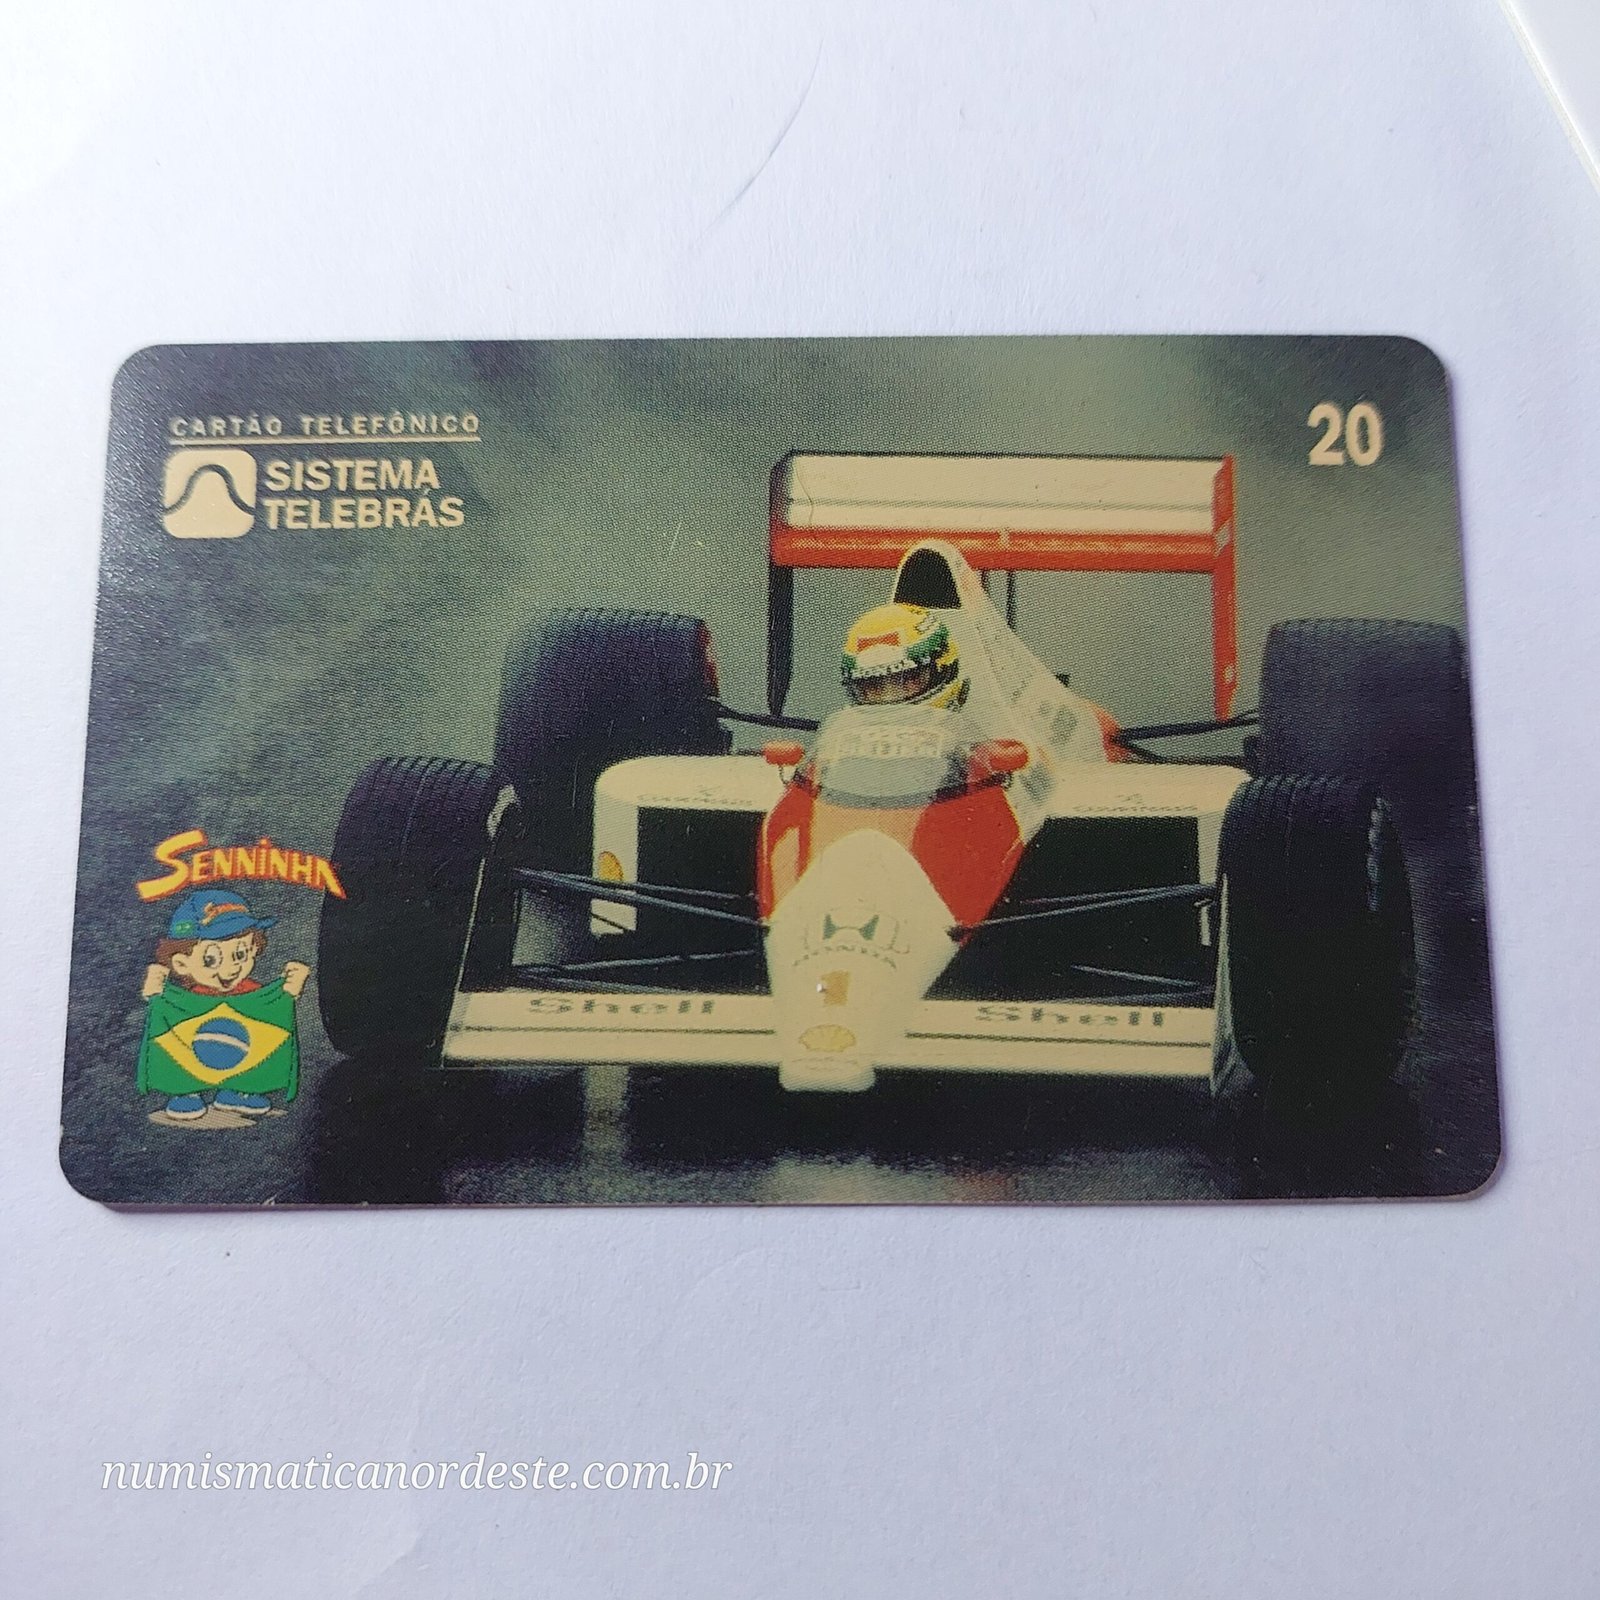 CARTÃO TELEFÔNICO
20
SISTEMA
TELEBRÁS
SENNINHA
1
Shell Shell
numismaticanordeste.com.br